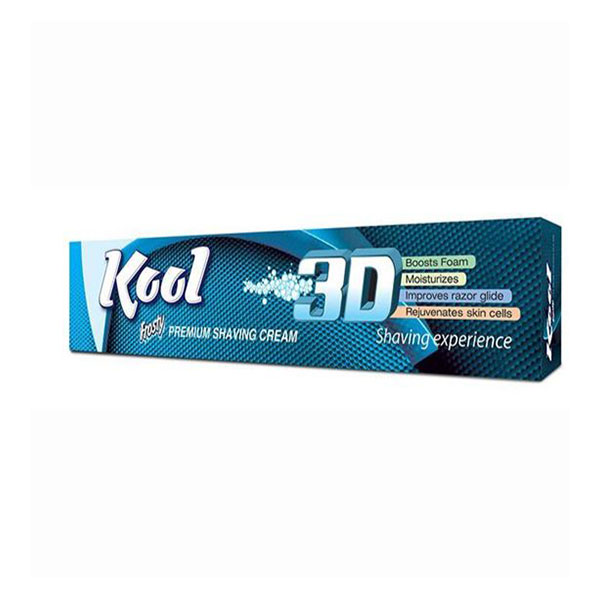 Kool
Frosty PREMIUM SHAVING CREAM
3D
Boosts Foam
Moisturizes
Improves razor glide
Rejuvenates skin cells
Shaving experience
Kool